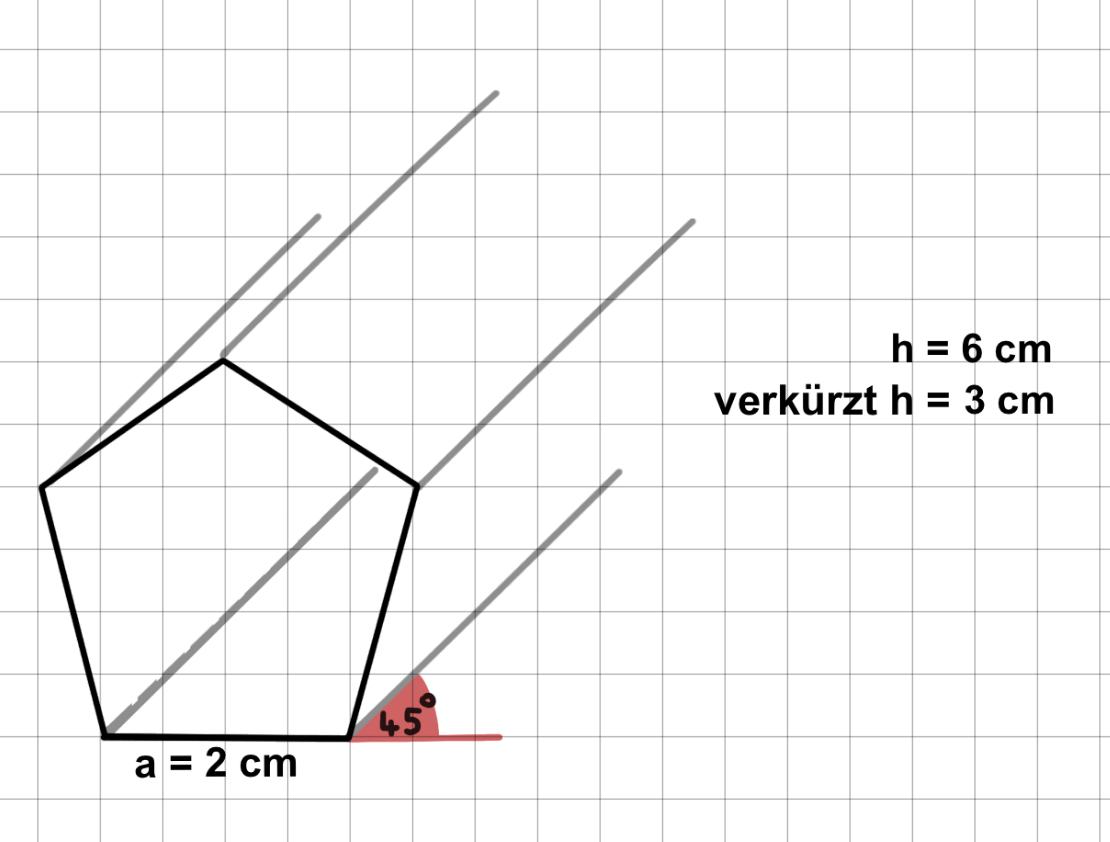 h = 6 cm
verkürzt h = 3 cm
45°
a = 2 cm